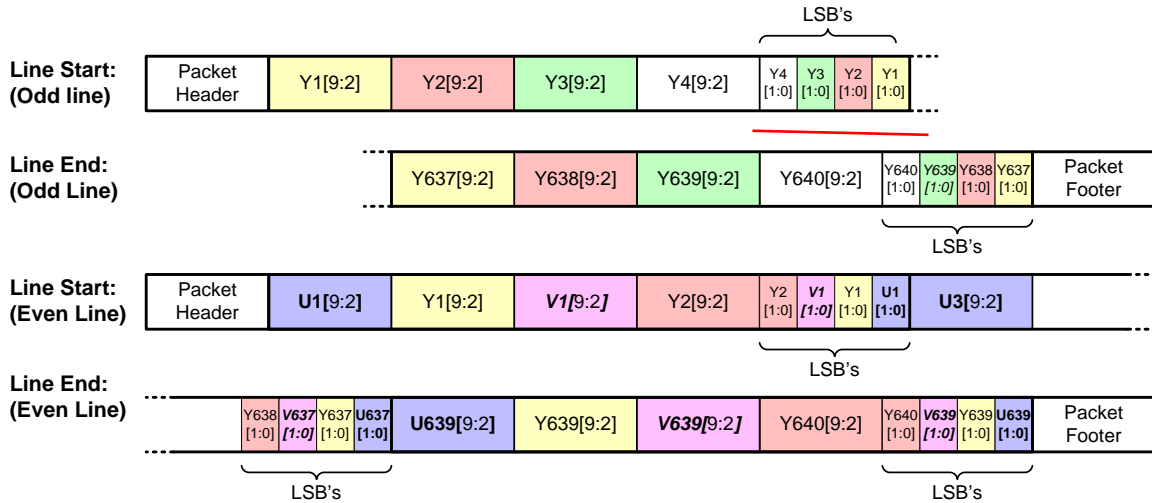 LSB's
Line Start:
(Odd line)
Packet
Header
Y1[9:2]
Y2[9:2]
Y3[9:2]
Y4[9:2]
Y4
[1:0]
Y3
[1:0]
Y2
[1:0]
Y1
[1:0]
Line End:
(Odd Line)
Y637[9:2]
Y638[9:2]
Y639[9:2]
Y640[9:2]
Y640
[1:0]
Y639
[1:0]
Y638
[1:0]
Y637
[1:0]
Packet
Footer
LSB's
Line Start:
(Even Line)
Packet
Header
U1[9:2]
Y1[9:2]
V1[9:2]
Y2[9:2]
Y2
[1:0]
V1
[1:0]
Y1
[1:0]
U1
[1:0]
U3[9:2]
LSB's
Line End:
(Even Line)
Y638
[1:0]
V637
[1:0]
Y637
[1:0]
U637
[1:0]
U639[9:2]
Y639[9:2]
V639[9:2]
Y640[9:2]
Y640
[1:0]
V639
[1:0]
Y639
[1:0]
U639
[1:0]
Packet
Footer
LSB's
LSB's